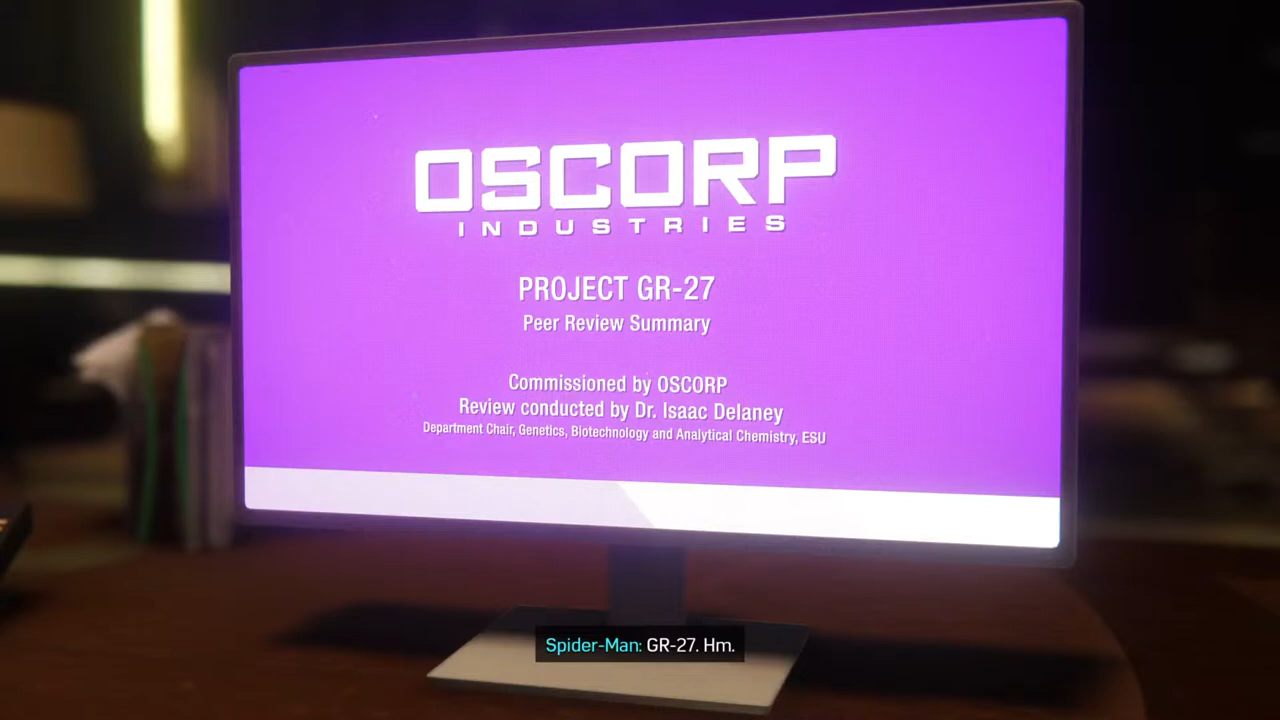 OSCORP
INDUSTRIES
PROJECT GR-27
Peer Review Summary
Commissioned by OSCORP
Review conducted by Dr. Isaac Delaney
Department Chair, Genetics, Biotechnology and Analytical Chemistry, ESU
Spider-Man: GR-27. Hm.